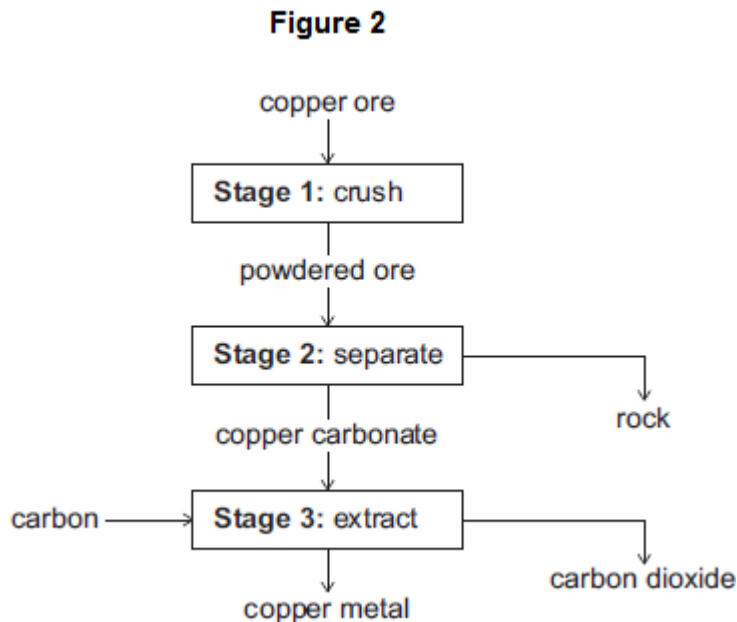 Figure 2
copper ore
Stage 1: crush
powdered ore
Stage 2: separate
rock
copper carbonate
carbon
Stage 3: extract
carbon dioxide
copper metal